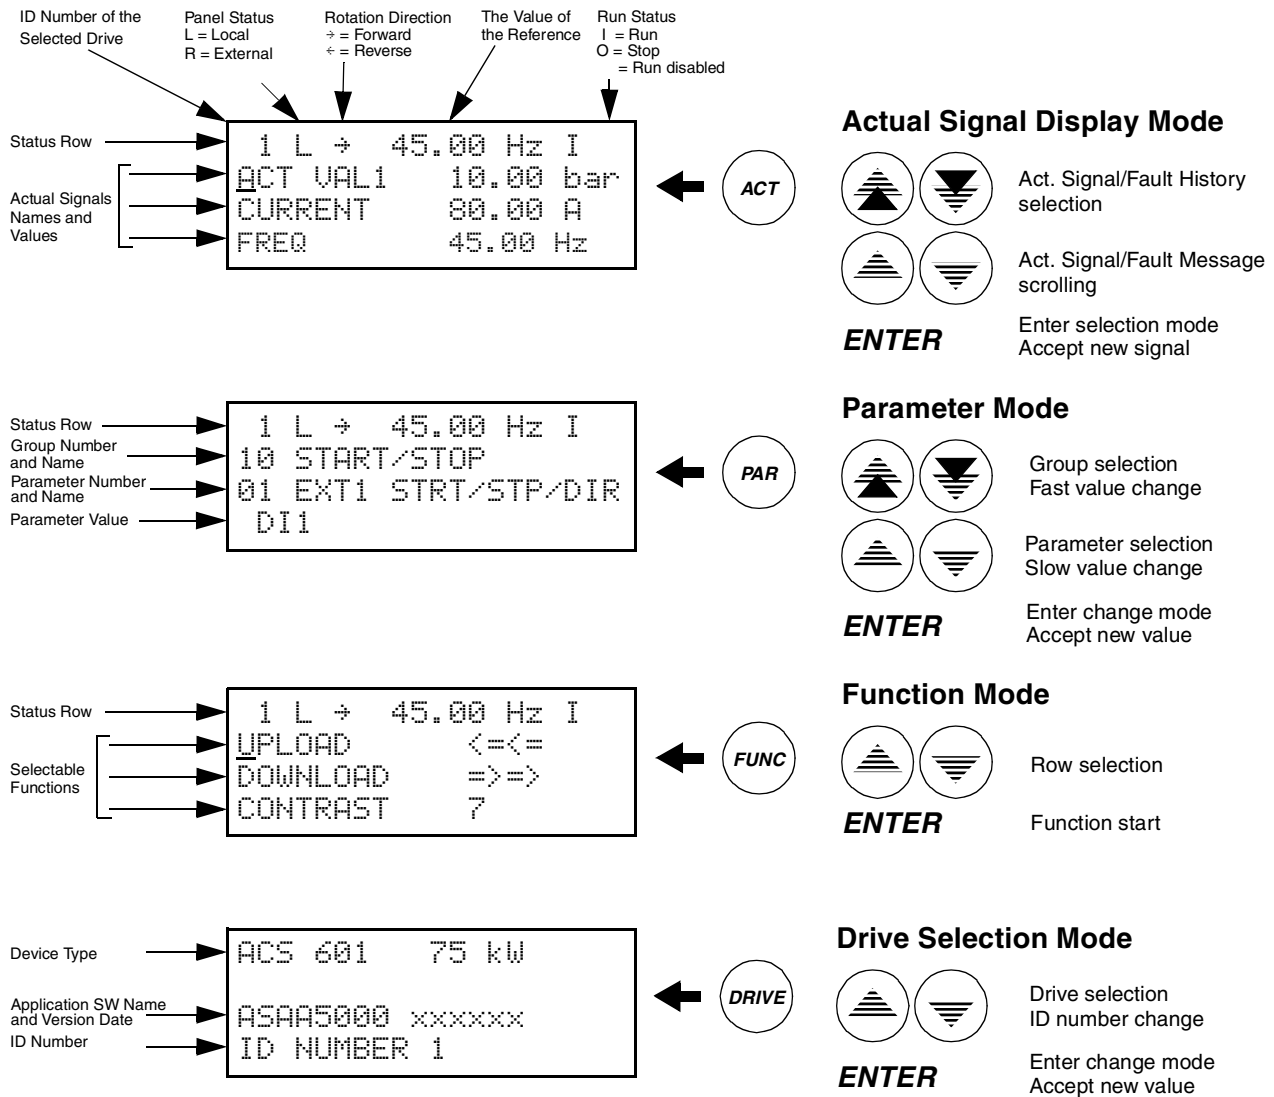 ID Number of the
Selected Drive
Panel Status
L = Local
R = External
Rotation Direction
→ = Forward
← = Reverse
The Value of
the Reference
Run Status
I = Run
O = Stop
= Run disabled
Status Row
Actual Signals
Names and
Values
1 L → 45.00 Hz I
ACT VAL1 10.00 bar
CURRENT 80.00 A
FREQ 45.00 Hz
ACT
Actual Signal Display Mode
Act. Signal/Fault History
selection
Act. Signal/Fault Message
scrolling
ENTER
Enter selection mode
Accept new signal
Status Row
Group Number
and Name
Parameter Number
and Name
Parameter Value
1 L → 45.00 Hz I
10 START/STOP
01 EXT1 STRT/STP/DIR
DI1
PAR
Parameter Mode
Group selection
Fast value change
Parameter selection
Slow value change
ENTER
Enter change mode
Accept new value
Status Row
Selectable
Functions
1 L → 45.00 Hz I
UPLOAD <=<=
DOWNLOAD =>=>
CONTRAST 7
FUNC
Function Mode
Row selection
ENTER
Function start
Device Type
Application SW Name
and Version Date
ID Number
ACS 601 75 kW
ASAA5000 xxxxxx
ID NUMBER 1
DRIVE
Drive Selection Mode
Drive selection
ID number change
ENTER
Enter change mode
Accept new value